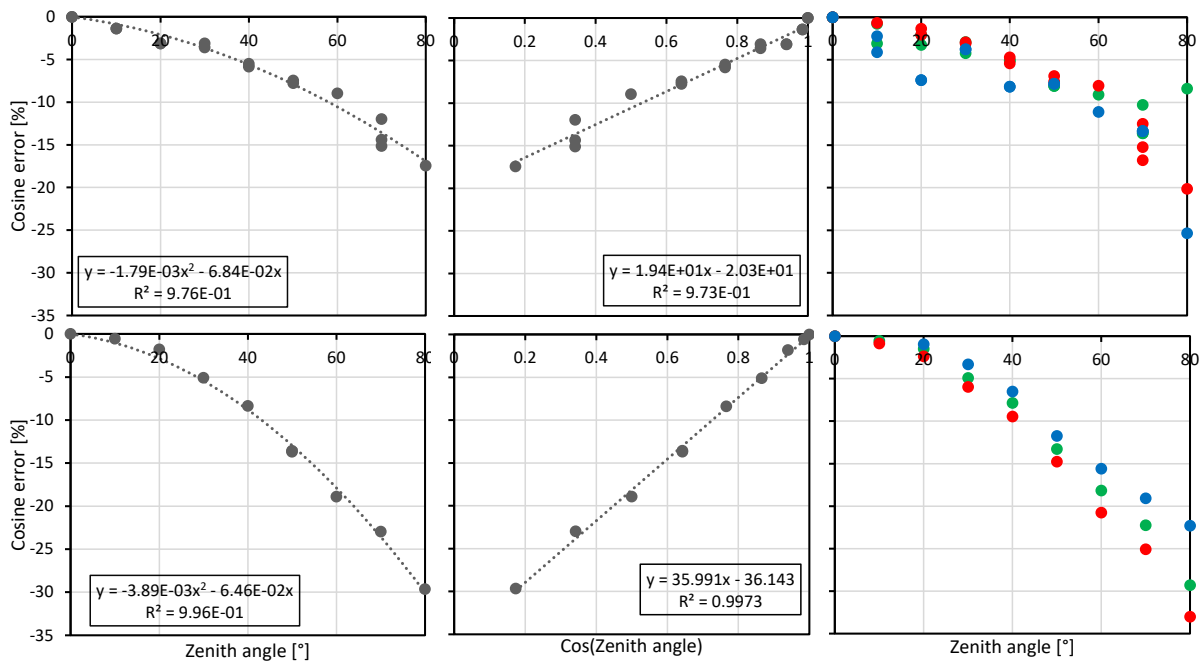 0 20 40 60 80
0 0.2 0.4 0.6 0.8 1
0 20 40 60 80
0
-5
-10
-15
-20
-25
-30
-35
Cosine error [%]
y = -1.79E-03x² - 6.84E-02x
R² = 9.76E-01
y = 1.94E+01x - 2.03E+01
R² = 9.73E-01
0 20 40 60 80
0 0.2 0.4 0.6 0.8 1
0 20 40 60 80
0
-5
-10
-15
-20
-25
-30
-35
Cosine error [%]
y = -3.89E-03x² - 6.46E-02x
R² = 9.96E-01
y = 35.991x - 36.143
R² = 0.9973
Zenith angle [°]
Cos(Zenith angle)
Zenith angle [°]